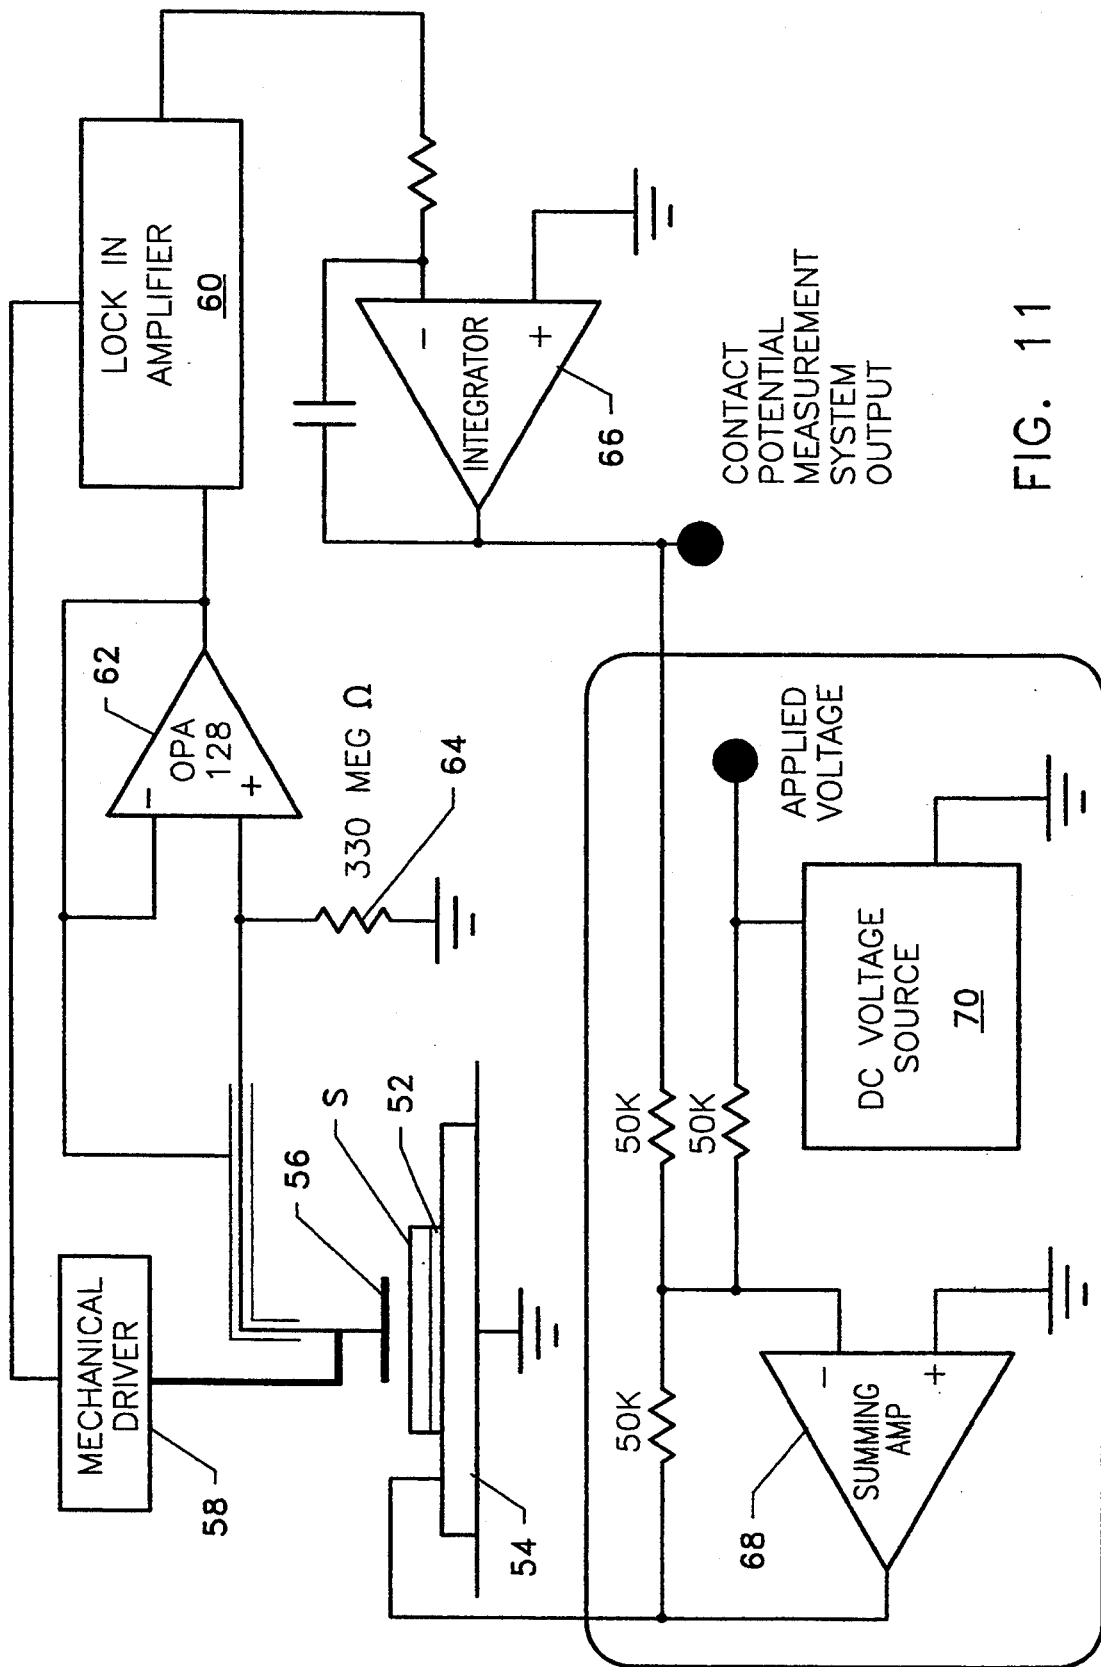 MECHANICAL
DRIVER
58
LOCK IN
AMPLIFIER
60
62
OPA
128
-
+
330 MEG Ω
64
S
56
52
54
-
+
INTEGRATOR
66
CONTACT
POTENTIAL
MEASUREMENT
SYSTEM
OUTPUT
50K
50K
50K
APPLIED
VOLTAGE
DC VOLTAGE
SOURCE
70
-
+
SUMMING
AMP
68
FIG. 11